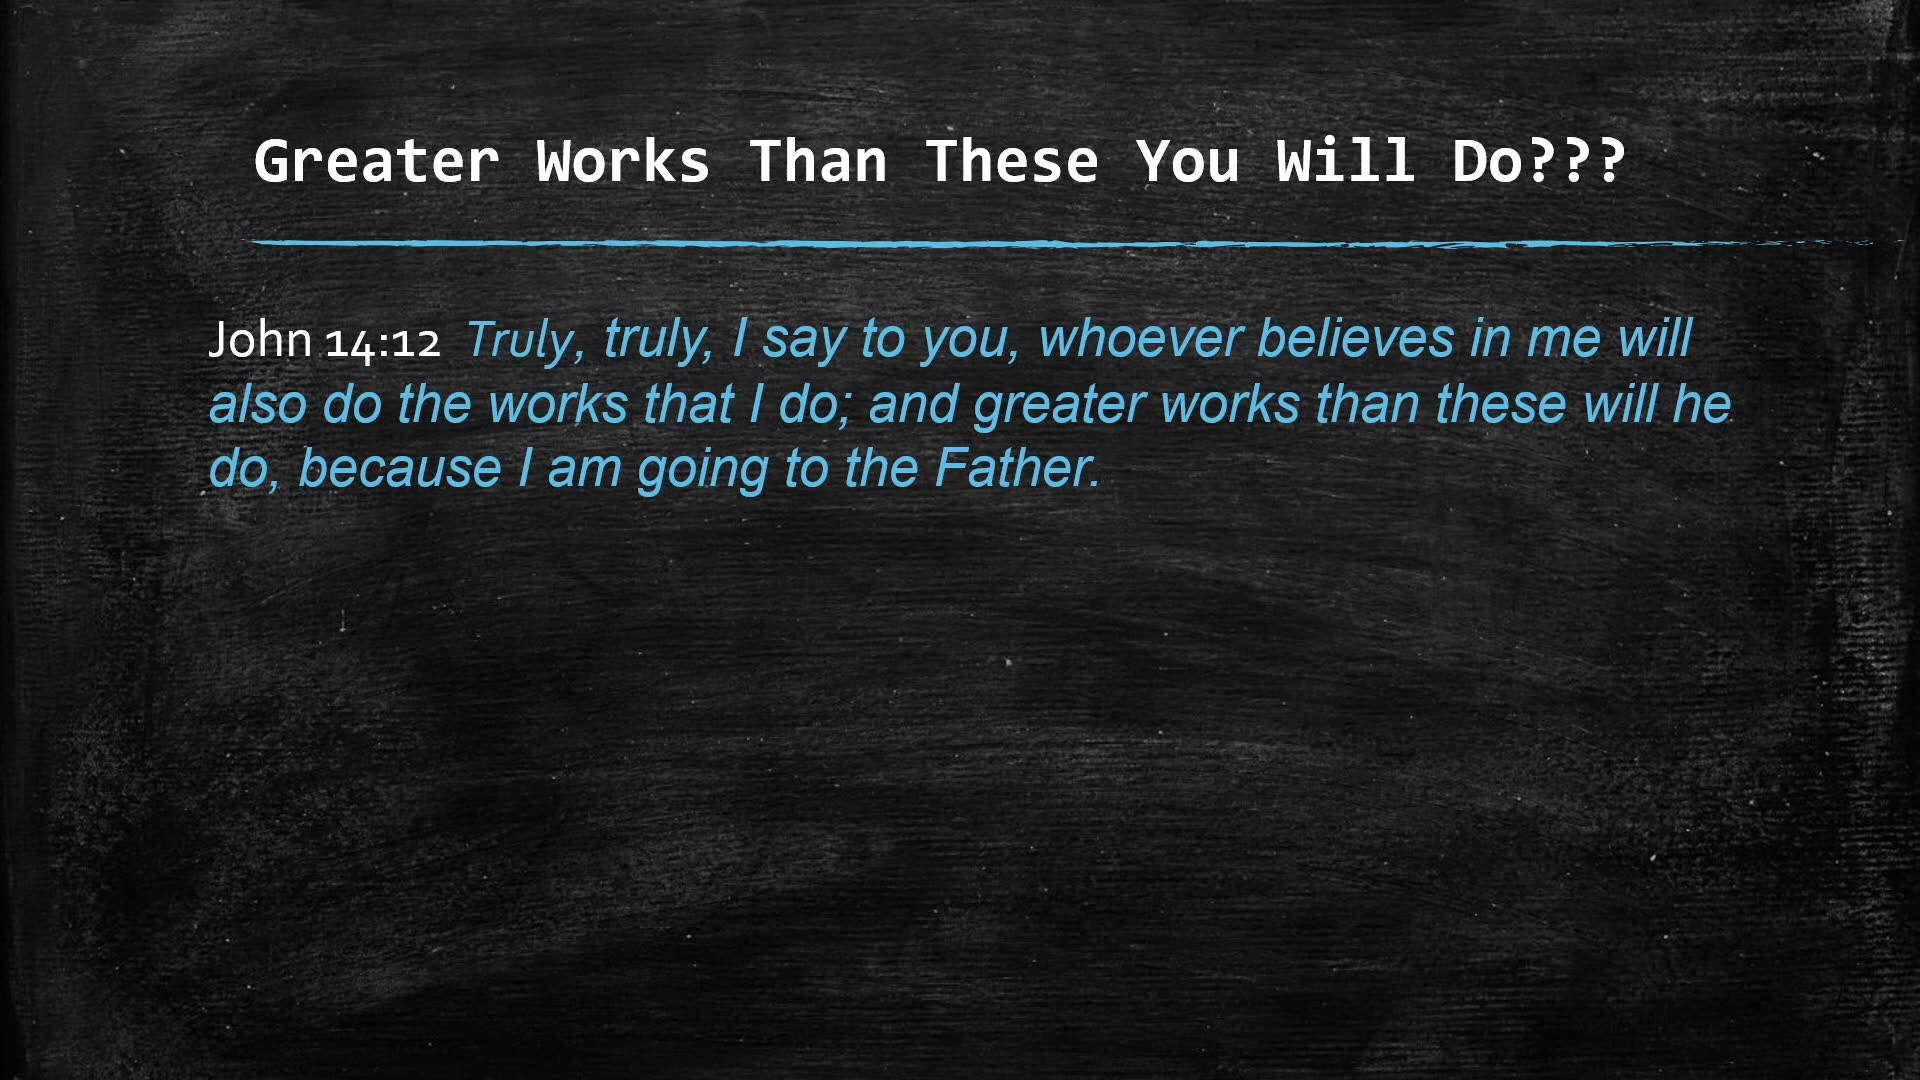 Greater Works Than These You Will Do???
John 14:12 Truly, truly, I say to you, whoever believes in me will
also do the works that I do; and greater works than these will he
do, because I am going to the Father.